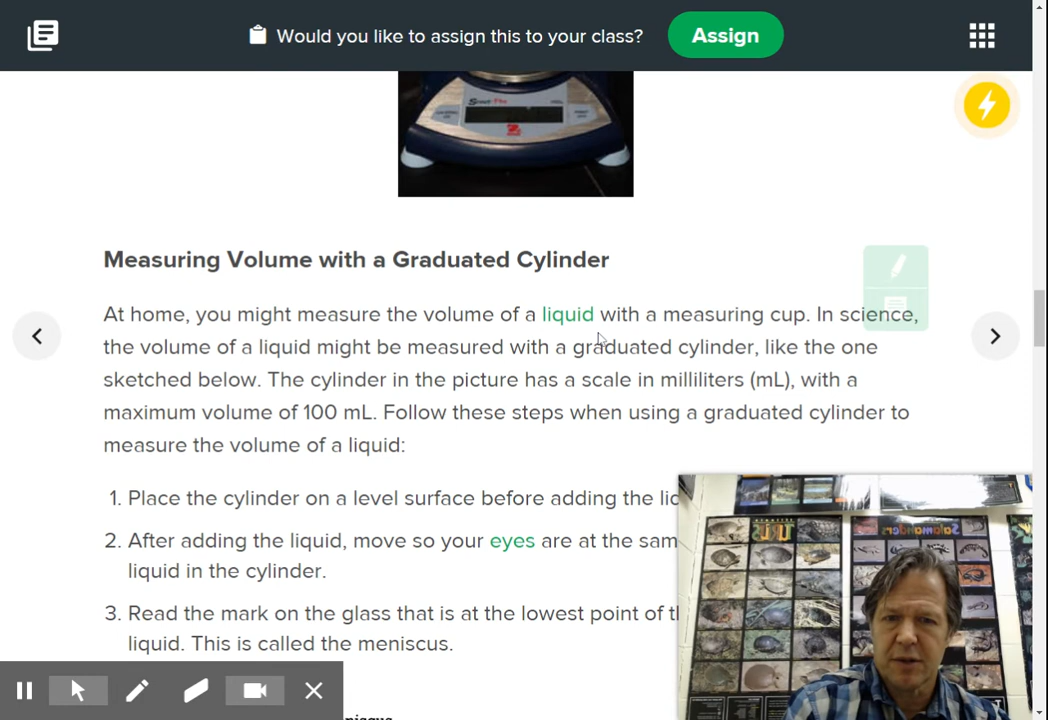 Would you like to assign this to your class?
Assign
Scout Pro
Measuring Volume with a Graduated Cylinder
At home, you might measure the volume of a liquid with a measuring cup. In science,
the volume of a liquid might be measured with a graduated cylinder, like the one
sketched below. The cylinder in the picture has a scale in milliliters (mL), with a
maximum volume of 100 mL. Follow these steps when using a graduated cylinder to
measure the volume of a liquid:
1. Place the cylinder on a level surface before adding the
2. After adding the liquid, move so your eyes are at the
liquid in the cylinder.
3. Read the mark on the glass that is at the lowest point of
liquid. This is called the meniscus.
Salamanders